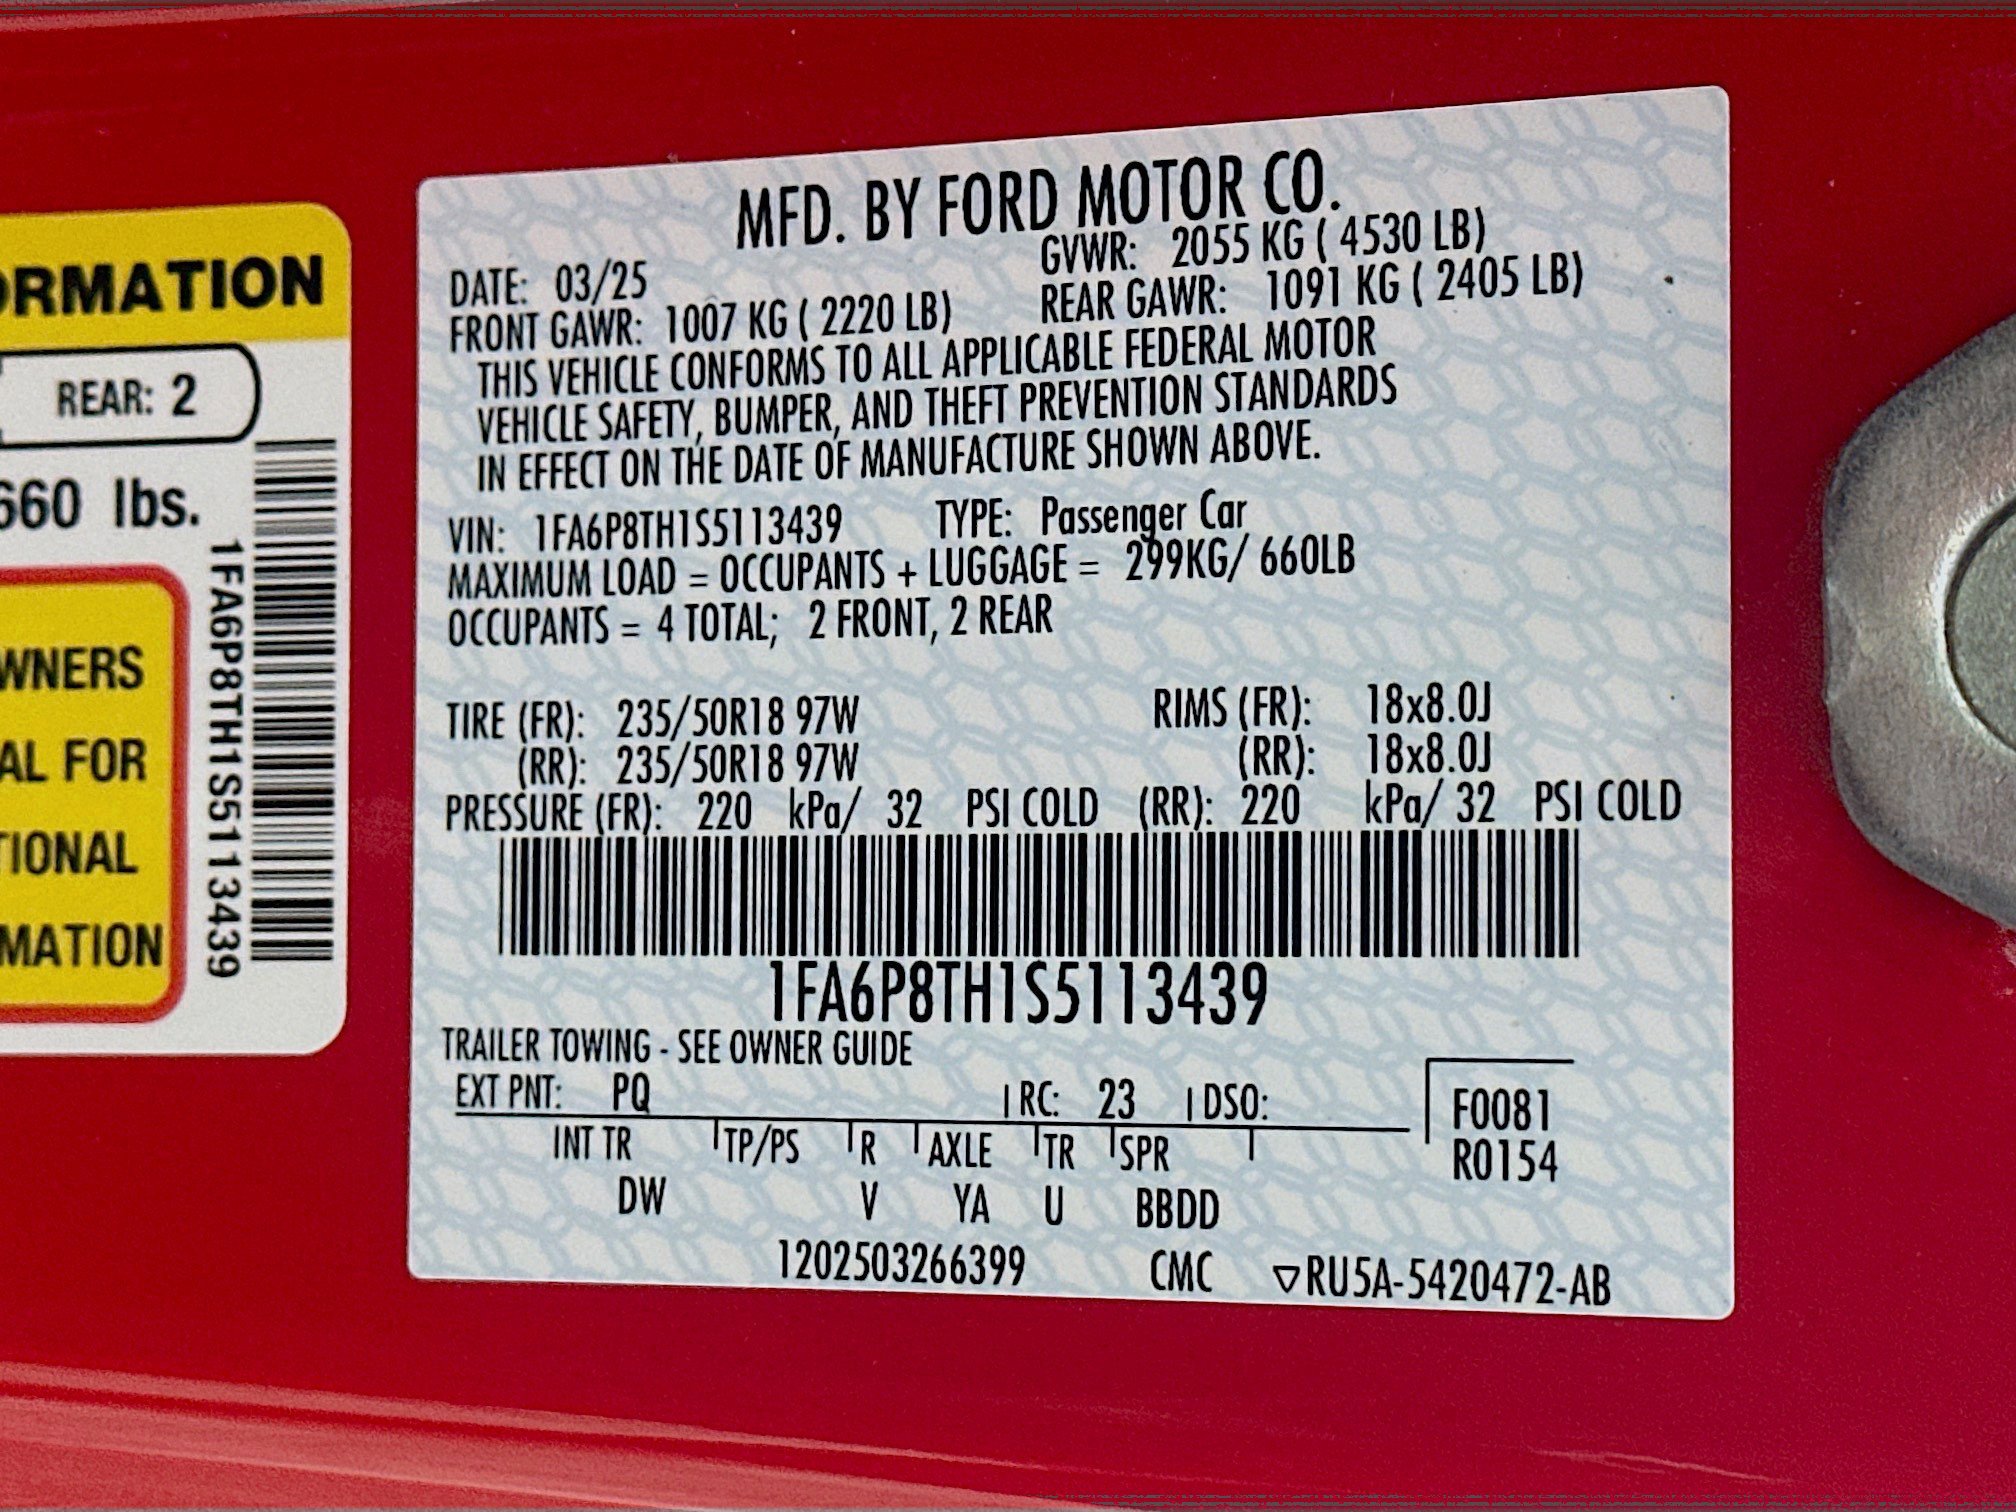 ORMATION
REAR: 2
660 lbs.
1FA6P8TH1S5113439
WNERS
AL FOR
TIONAL
MATION
MFD. BY FORD MOTOR CO.
DATE: 03/25 GVWR: 2055 KG ( 4530 LB)
FRONT GAWR: 1007 KG ( 2220 LB) REAR GAWR: 1091 KG ( 2405 LB)
THIS VEHICLE CONFORMS TO ALL APPLICABLE FEDERAL MOTOR
VEHICLE SAFETY, BUMPER, AND THEFT PREVENTION STANDARDS
IN EFFECT ON THE DATE OF MANUFACTURE SHOWN ABOVE.
VIN: 1FA6P8TH1S5113439 TYPE: Passenger Car
MAXIMUM LOAD = OCCUPANTS + LUGGAGE = 299KG/ 660LB
OCCUPANTS = 4 TOTAL; 2 FRONT, 2 REAR
TIRE (FR): 235/50R18 97W RIMS (FR): 18x8.0J
(RR): 235/50R18 97W (RR): 18x8.0J
PRESSURE (FR): 220 kPa/ 32 PSI COLD (RR): 220 kPa/ 32 PSI COLD
1FA6P8TH1S5113439
TRAILER TOWING - SEE OWNER GUIDE
EXT PNT: PQ RC: 23 DSO: F0081
INT TR TP/PS R AXLE TR SPR R0154
DW V YA U BBDD
1202503266399 CMC ▽RU5A-5420472-AB